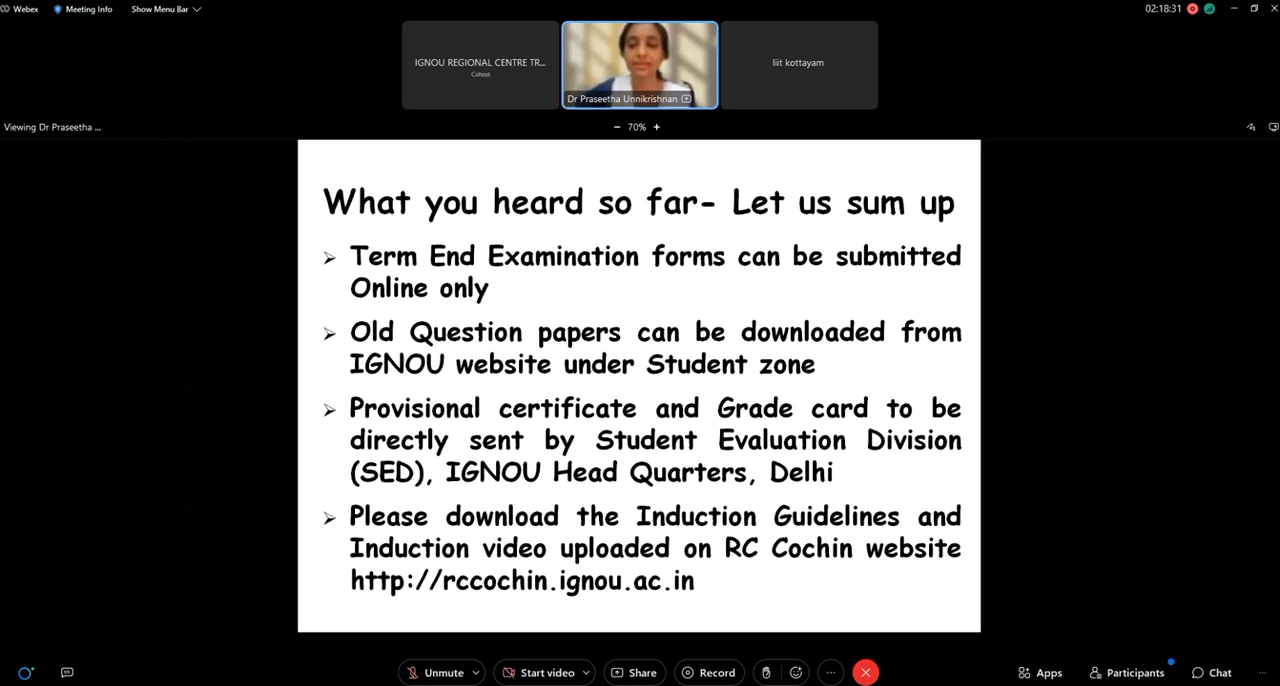 Webex
Meeting Info
Show Menu Bar
02:18:31
IGNOU REGIONAL CENTRE TR...
Cohost
Dr Praseetha Unnikrishnan
liit kottayam
Viewing Dr Praseetha ...
− 70% +
What you heard so far- Let us sum up
➢ Term End Examination forms can be submitted
Online only
➢ Old Question papers can be downloaded from
IGNOU website under Student zone
➢ Provisional certificate and Grade card to be
directly sent by Student Evaluation Division
(SED), IGNOU Head Quarters, Delhi
➢ Please download the Induction Guidelines and
Induction video uploaded on RC Cochin website
http://rccochin.ignou.ac.in
Unmute
Start video
Share
Record
Apps
Participants
Chat